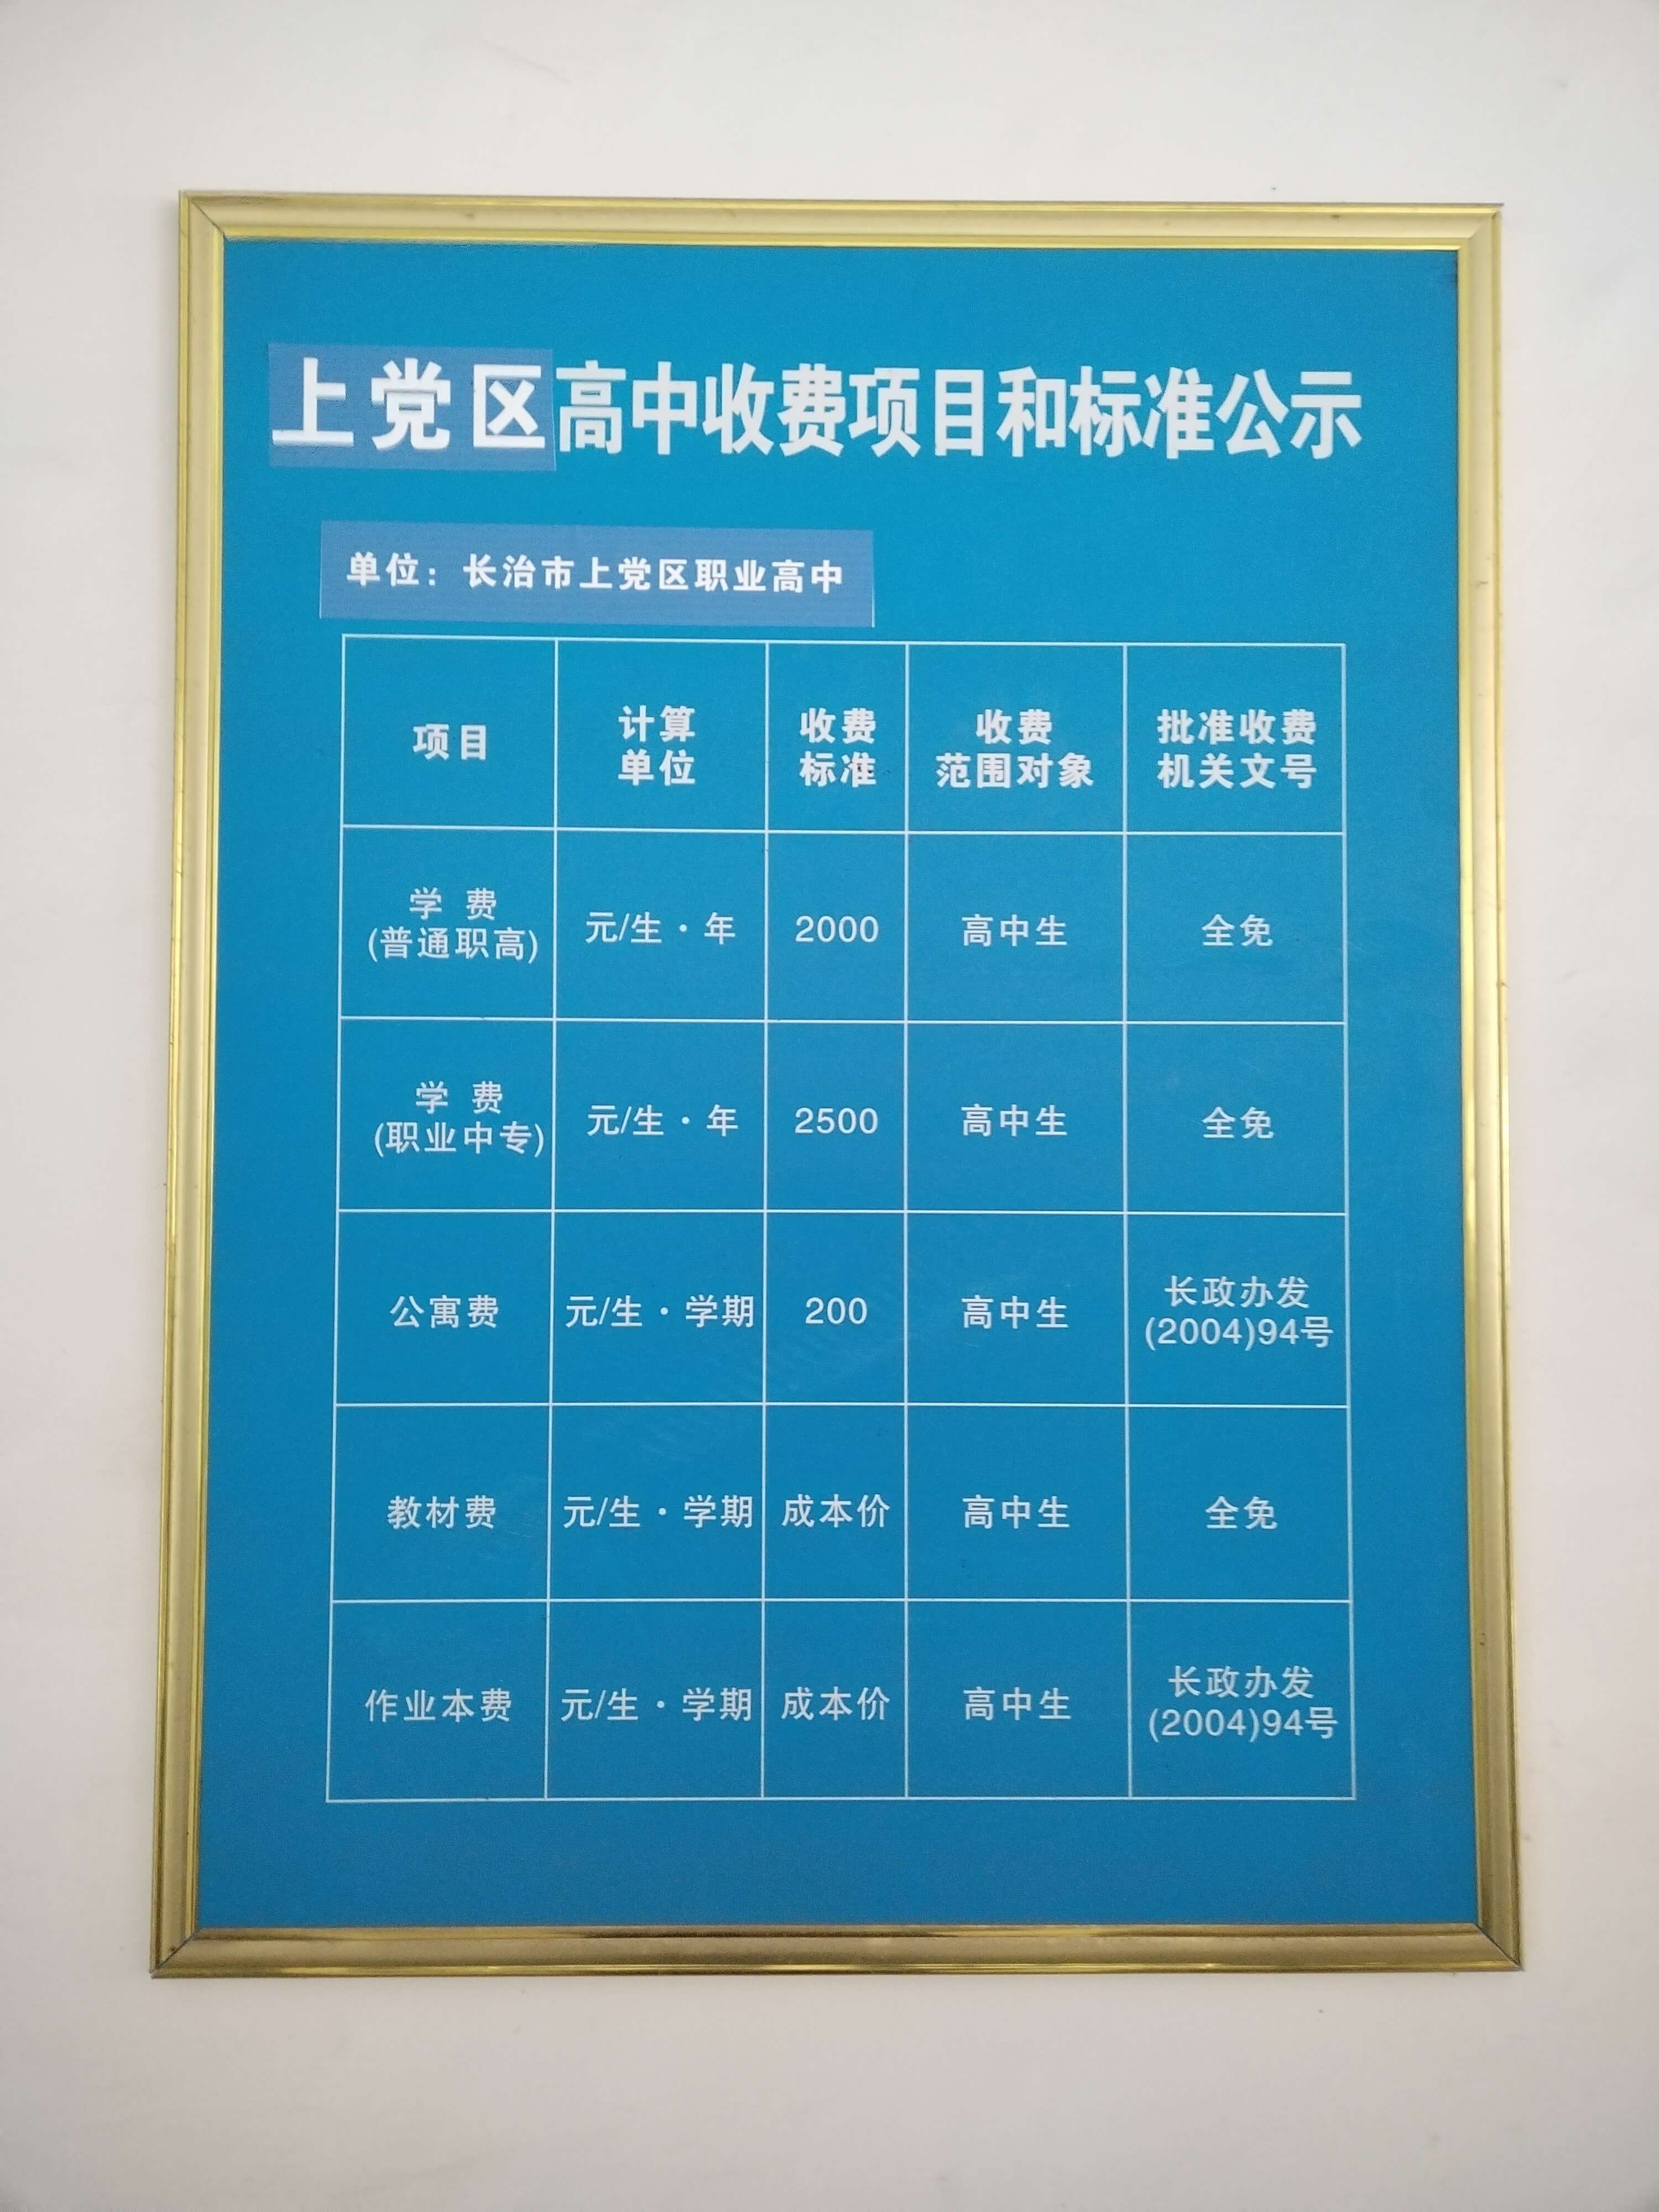 上党区高中收费项目和标准公示
单位：长治市上党区职业高中
项目 计算单位 收费标准 收费范围对象 批准收费机关文号
学 费(普通职高) 元/生·年 2000 高中生 全免
学 费(职业中专) 元/生·年 2500 高中生 全免
公寓费 元/生·学期 200 高中生 长政办发(2004)94号
教材费 元/生·学期 成本价 高中生 全免
作业本费 元/生·学期 成本价 高中生 长政办发(2004)94号